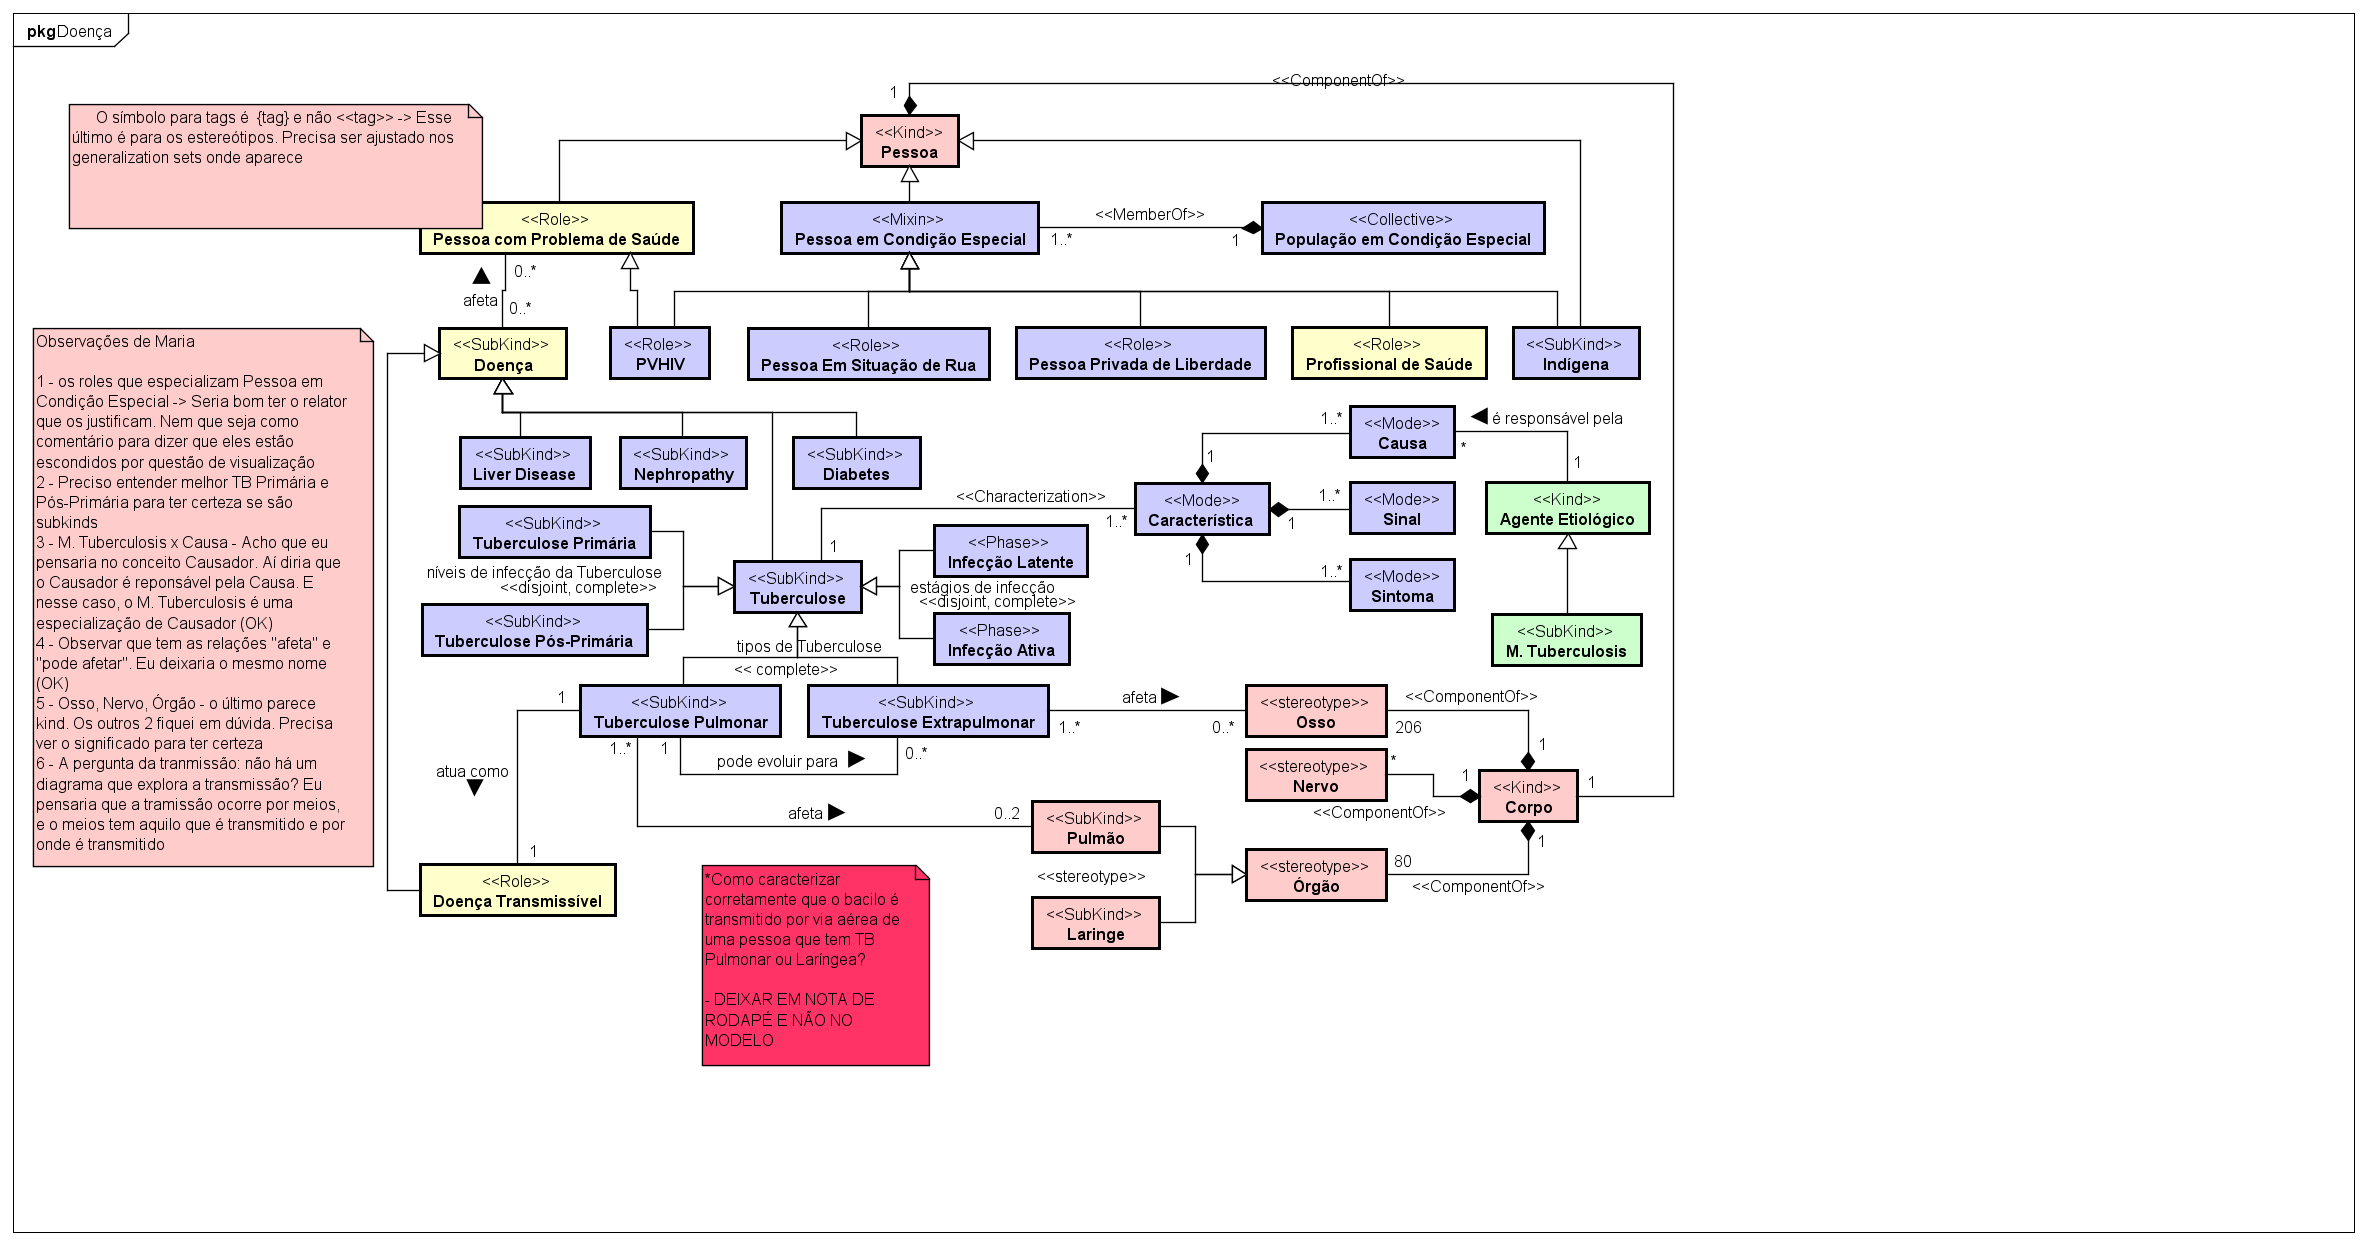 pkgDoença
<<ComponentOf>>
1
O símbolo para tags é {tag} e não <<tag>> -> Esse
último é para os estereótipos. Precisa ser ajustado nos
generalization sets onde aparece
<<Kind>>
Pessoa
<<Role>>
Pessoa com Problema de Saúde
<<Mixin>>
Pessoa em Condição Especial
<<MemberOf>>
1..*
1
<<Collective>>
População em Condição Especial
0..*
afeta
0..*
<<SubKind>>
Doença
<<Role>>
PVHIV
<<Role>>
Pessoa Em Situação de Rua
<<Role>>
Pessoa Privada de Liberdade
<<Role>>
Profissional de Saúde
<<SubKind>>
Indígena
Observações de Maria
1 - os roles que especializam Pessoa em
Condição Especial -> Seria bom ter o relator
que os justificam. Nem que seja como
comentário para dizer que eles estão
escondidos por questão de visualização
2 - Preciso entender melhor TB Primária e
Pós-Primária para ter certeza se são
subkinds
3 - M. Tuberculosis x Causa - Acho que eu
pensaria no conceito Causador. Aí diria que
o Causador é reponsável pela Causa. E
nesse caso, o M. Tuberculosis é uma
especialização de Causador (OK)
4 - Observar que tem as relações "afeta" e
"pode afetar". Eu deixaria o mesmo nome
(OK)
5 - Osso, Nervo, Órgão - o último parece
kind. Os outros 2 fiquei em dúvida. Precisa
ver o significado para ter certeza
6 - A pergunta da tranmissão: não há um
diagrama que explora a transmissão? Eu
pensaria que a tramissão ocorre por meios,
e o meios tem aquilo que é transmitido e por
onde é transmitido
<<SubKind>>
Liver Disease
<<SubKind>>
Nephropathy
<<SubKind>>
Diabetes
1..*
<<Mode>>
Causa
é responsável pela
*
1
1
<<Characterization>>
1..*
1
<<Mode>>
Característica
1..*
1
<<Mode>>
Sinal
<<Kind>>
Agente Etiológico
1
1..*
<<Mode>>
Sintoma
<<SubKind>>
M. Tuberculosis
<<SubKind>>
Tuberculose Primária
níveis de infecção da Tuberculose
<<disjoint, complete>>
<<SubKind>>
Tuberculose Pós-Primária
<<SubKind>>
Tuberculose
<<Phase>>
Infecção Latente
estágios de infecção
<<disjoint, complete>>
<<Phase>>
Infecção Ativa
tipos de Tuberculose
<< complete>>
1
<<SubKind>>
Tuberculose Pulmonar
<<SubKind>>
Tuberculose Extrapulmonar
afeta
1..*
0..*
<<stereotype>>
Osso
<<ComponentOf>>
206
1
1..*
1
pode evoluir para
0..*
<<stereotype>>
Nervo
*
1
<<ComponentOf>>
<<Kind>>
Corpo
1
atua como
1
afeta
0..2
<<SubKind>>
Pulmão
<<stereotype>>
<<SubKind>>
Laringe
<<stereotype>>
Órgão
80
1
<<ComponentOf>>
<<Role>>
Doença Transmissível
*Como caracterizar
corretamente que o bacilo é
transmitido por via aérea de
uma pessoa que tem TB
Pulmonar ou Laríngea?
- DEIXAR EM NOTA DE
RODAPÉ E NÃO NO
MODELO